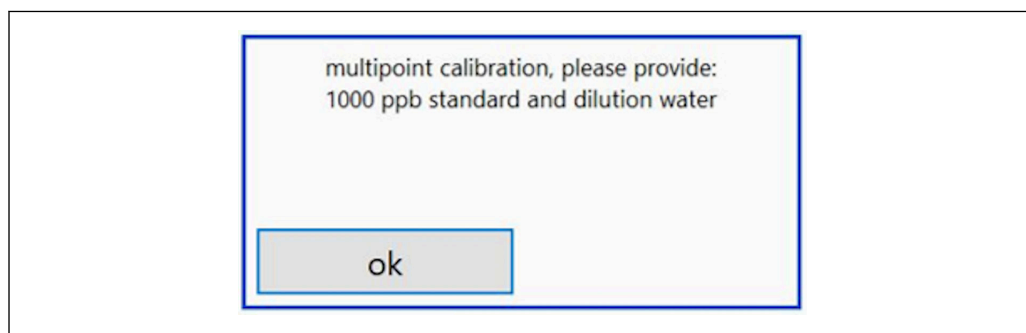 multipoint calibration, please provide:
1000 ppb standard and dilution water
ok